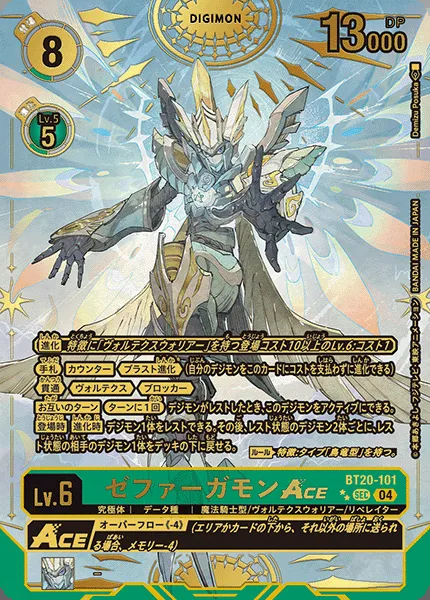 DIGIMON
8
13000
DP
Lv.5
5
Demizu Posuka
BANDAI MADE IN JAPAN
進化 特徴に「ヴォルテクスウォリアー」を持つ登場コスト10以上のLv.6:コスト1
手札 カウンター ブラスト進化 (自分のデジモンをこのカードにコストを支払わずに進化できる)
貫通 ヴォルテクス ブロッカー
お互いのターン ターンに1回 デジモンがレストしたとき、このデジモンをアクティブにできる。
登場時 進化時 デジモン1体をレストできる。その後、レスト状態のデジモン2体ごとに、レスト状態の相手のデジモン1体をデッキの下に戻せる。
ルール 特徴:タイプ「鳥竜型」を持つ。
BT20-101
Lv.6
ゼファーガモンACE
SEC 04
究極体 データ種 魔法騎士型/ヴォルテクスウォリアー/リベレイター
ACE
オーバーフロー《-4》 (エリアかカードの下から、それ以外の場所に送られる場合、メモリー-4)